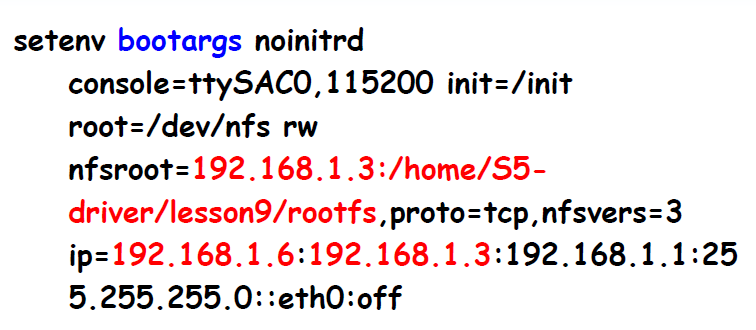 setenv bootargs noinitrd
console=ttySAC0,115200 init=/init
root=/dev/nfs rw
nfsroot=192.168.1.3:/home/S5-
driver/lesson9/rootfs,proto=tcp,nfsvers=3
ip=192.168.1.6:192.168.1.3:192.168.1.1:25
5.255.255.0::eth0:off